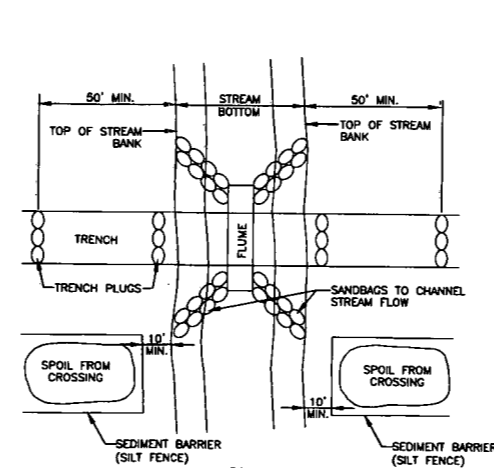 50' MIN.
STREAM
BOTTOM
50' MIN.
TOP OF STREAM
BANK
TOP OF STREAM
BANK
TRENCH
FLUME
TRENCH PLUGS
SANDBAGS TO CHANNEL
STREAM FLOW
10'
MIN.
SPOIL FROM
CROSSING
SPOIL FROM
CROSSING
10'
MIN.
SEDIMENT BARRIER
(SILT FENCE)
SEDIMENT BARRIER
(SILT FENCE)